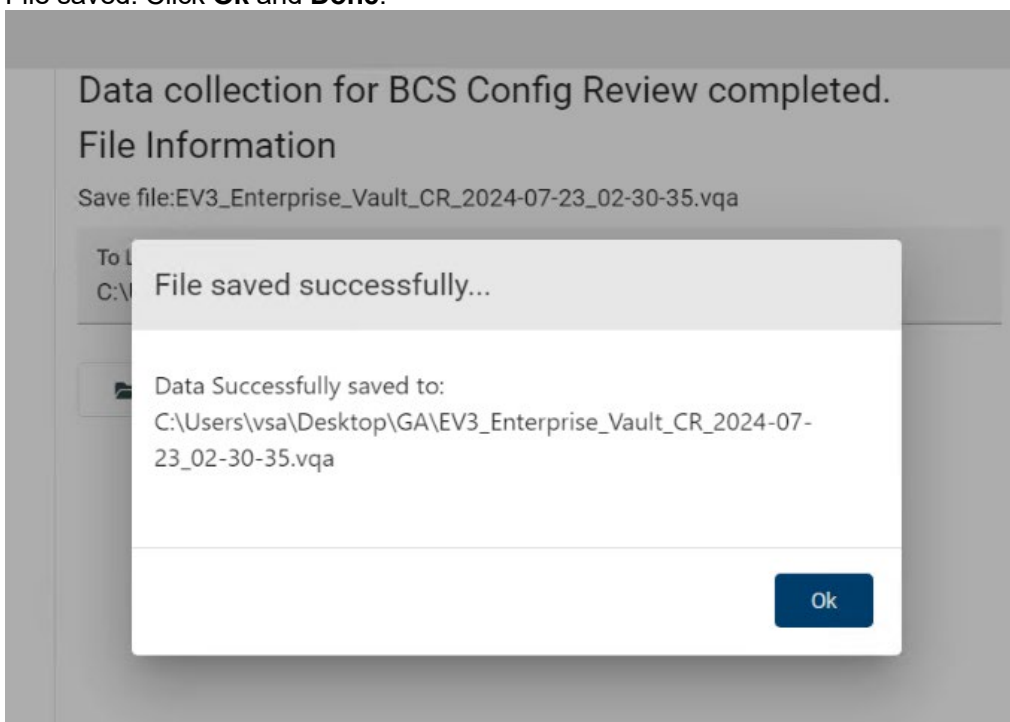 File saved. Click Ok and Done.
Data collection for BCS Config Review completed.
File Information
Save file:EV3_Enterprise_Vault_CR_2024-07-23_02-30-35.vqa
To
C:\
File saved successfully...
Data Successfully saved to:
C:\Users\vsa\Desktop\GA\EV3_Enterprise_Vault_CR_2024-07-
23_02-30-35.vqa
Ok